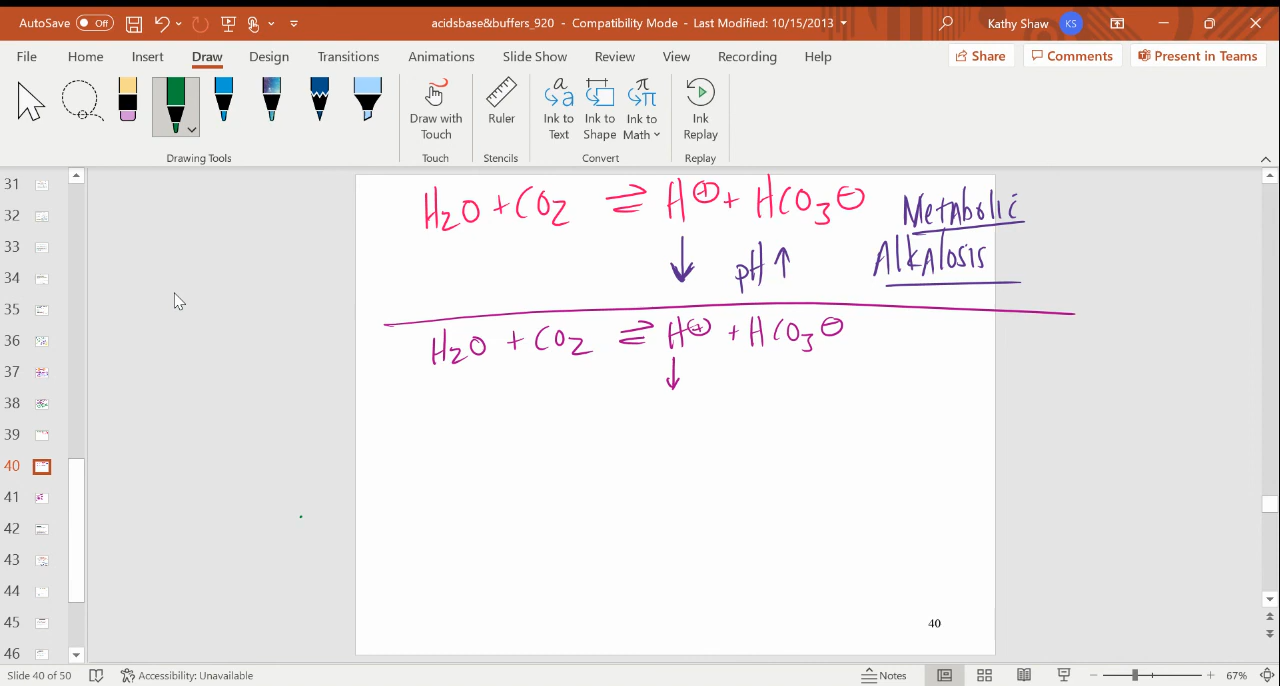 AutoSave Off acidsbase&buffers_920 - Compatibility Mode - Last Modified: 10/15/2013 Kathy Shaw KS
File Home Insert Draw Design Transitions Animations Slide Show Review View Recording Help Share Comments Present in Teams
Draw with Touch
Ruler
Ink to Text
Ink to Shape
Ink to Math
Ink Replay
Drawing Tools Touch Stencils Convert Replay
31
32
33
34
35
36
37
38
39
40
41
42
43
44
45
46
H₂O + CO₂ ⇌ H⊕ + HCO₃⊖ Metabolic
↓ pH ↑ Alkalosis
H₂O + CO₂ ⇌ H⊕ + HCO₃⊖
↓
40
Slide 40 of 50 Accessibility: Unavailable Notes 67%